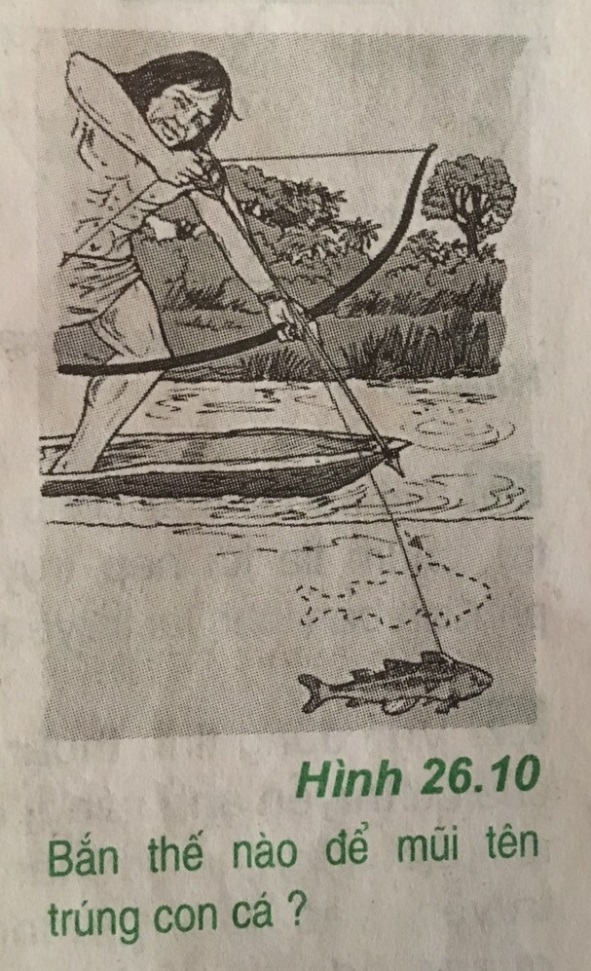 Hình 26.10
Bắn thế nào để mũi tên
trúng con cá ?